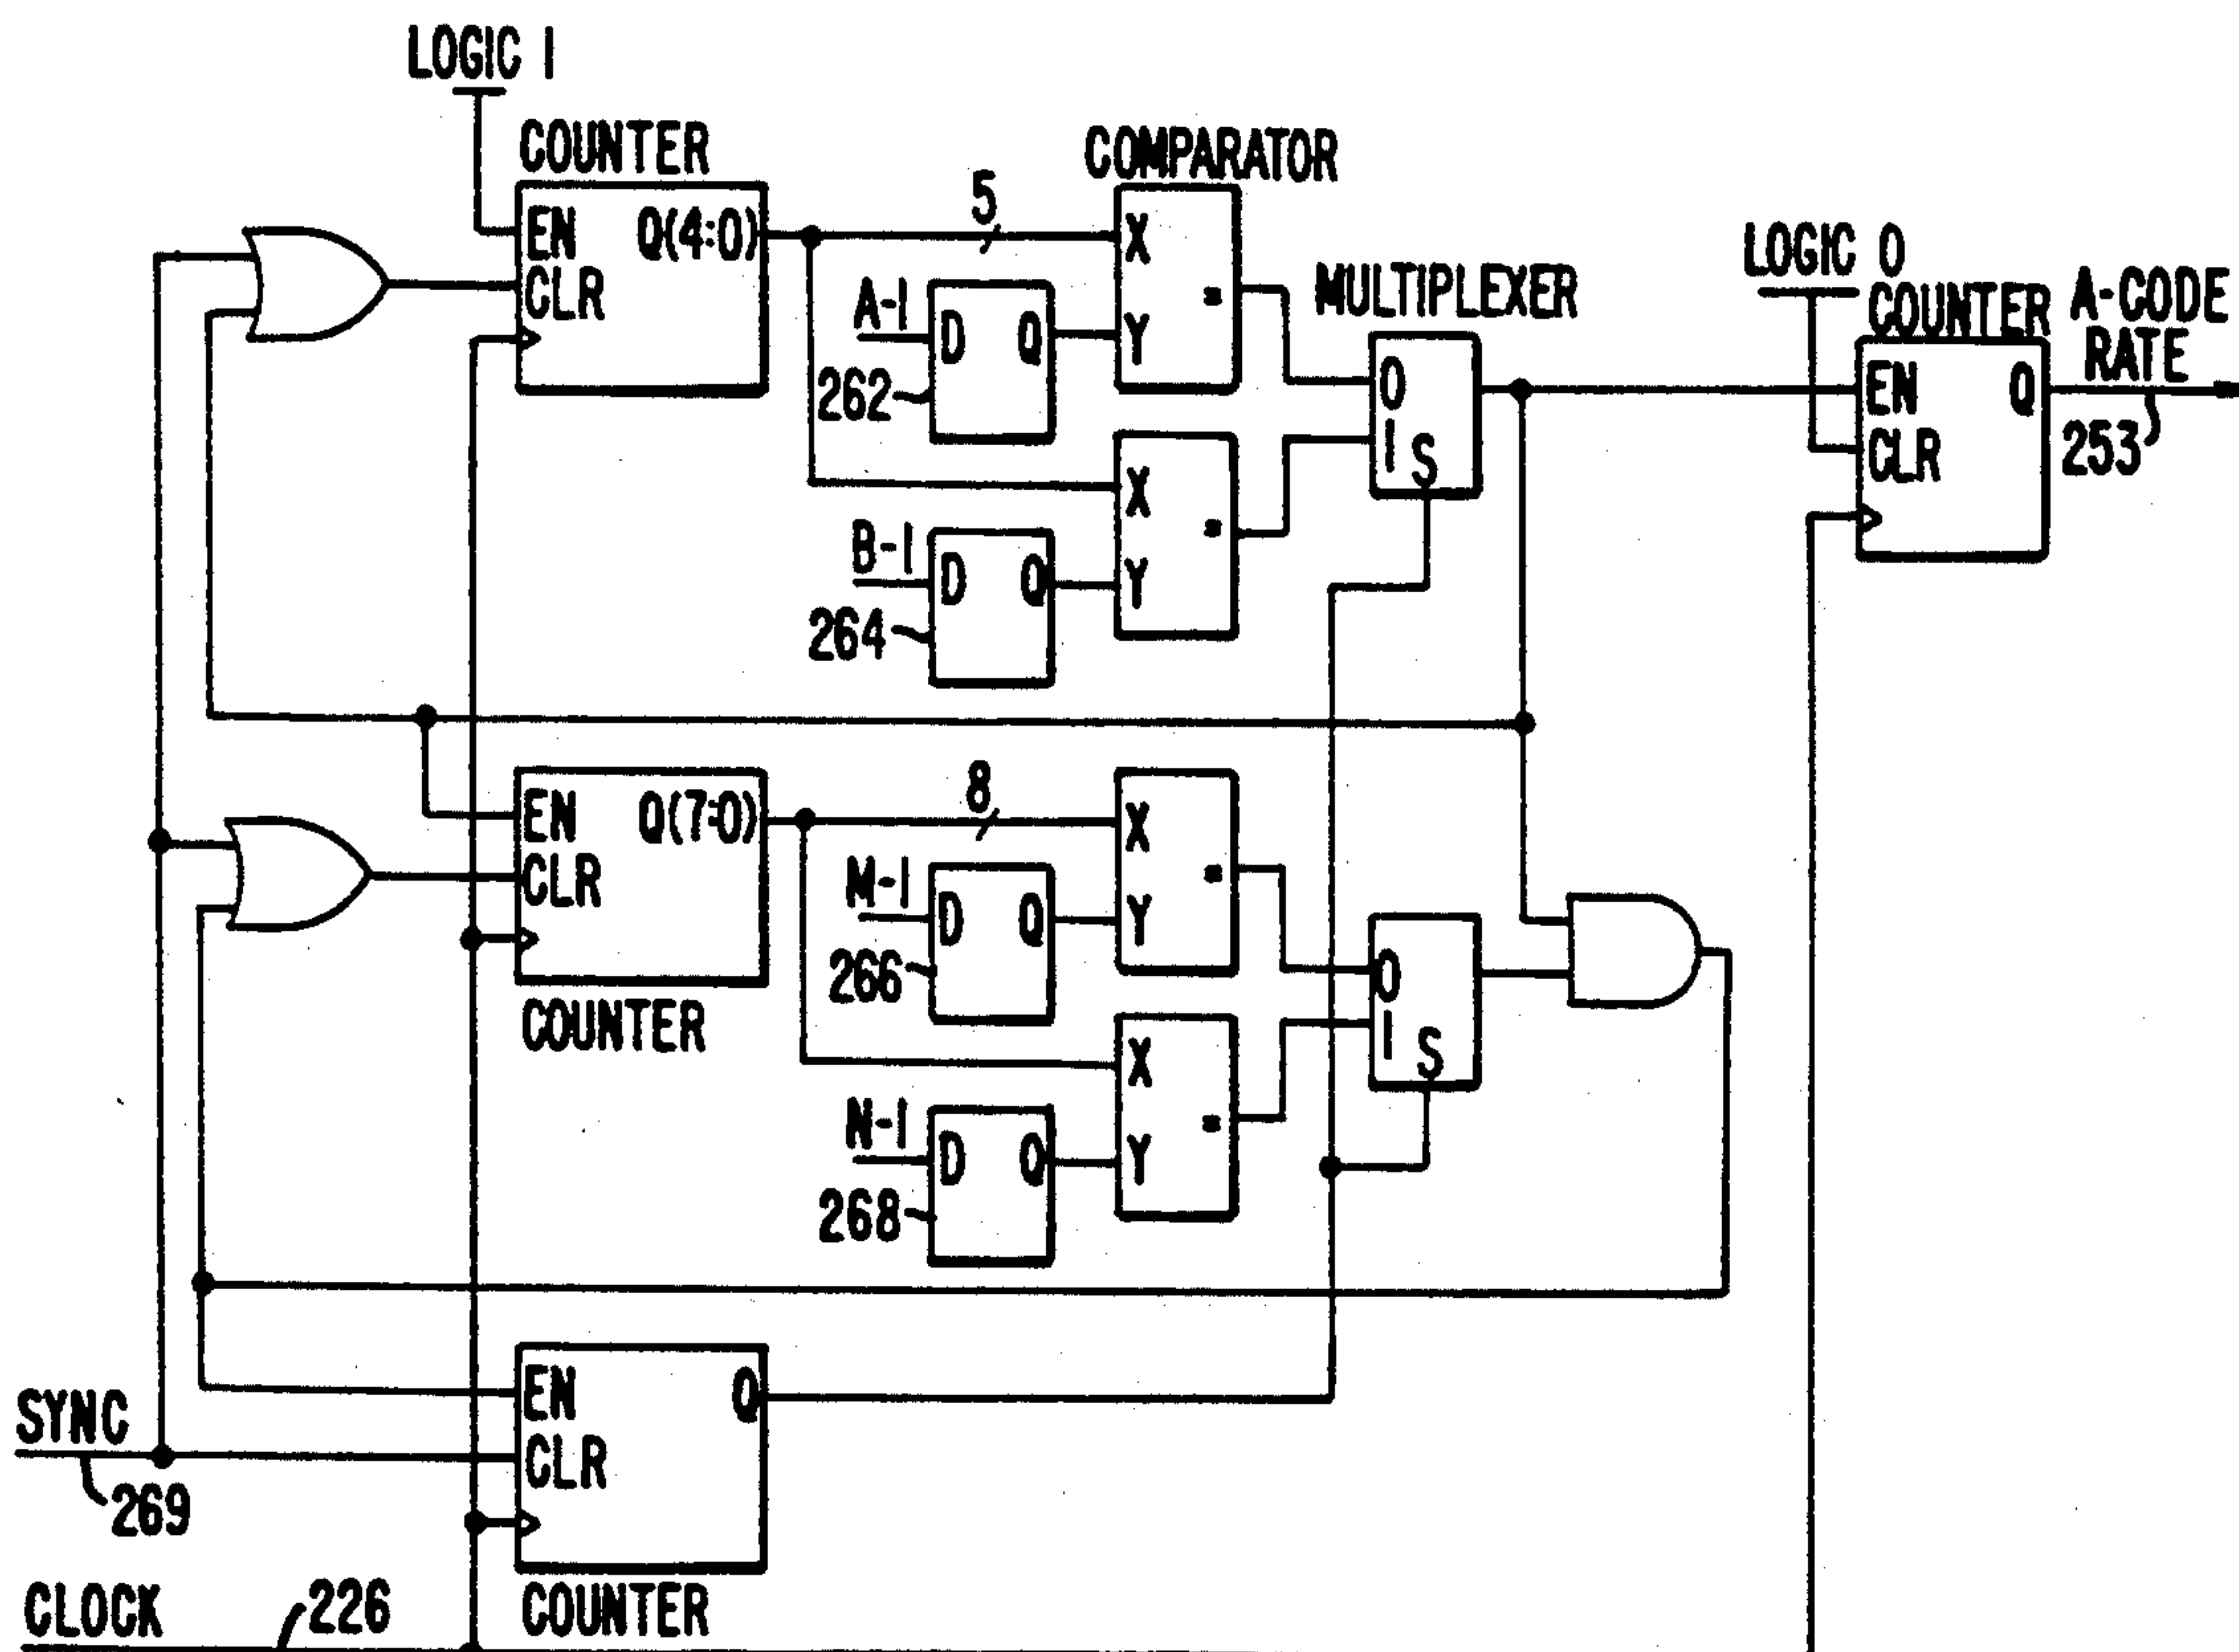 LOGIC 1
COUNTER
EN Q(4:0)
CLR
5
COMPARATOR
X
=
Y
A-1
D Q
262
X
=
Y
B-1
D Q
264
MULTIPLEXER
0
1 S
LOGIC 0
COUNTER
EN Q
CLR
A-CODE
RATE
253
EN Q(7:0)
CLR
COUNTER
8
X
=
Y
M-1
D Q
266
X
=
Y
N-1
D Q
268
0
1 S
EN Q
CLR
COUNTER
SYNC
269
CLOCK
226